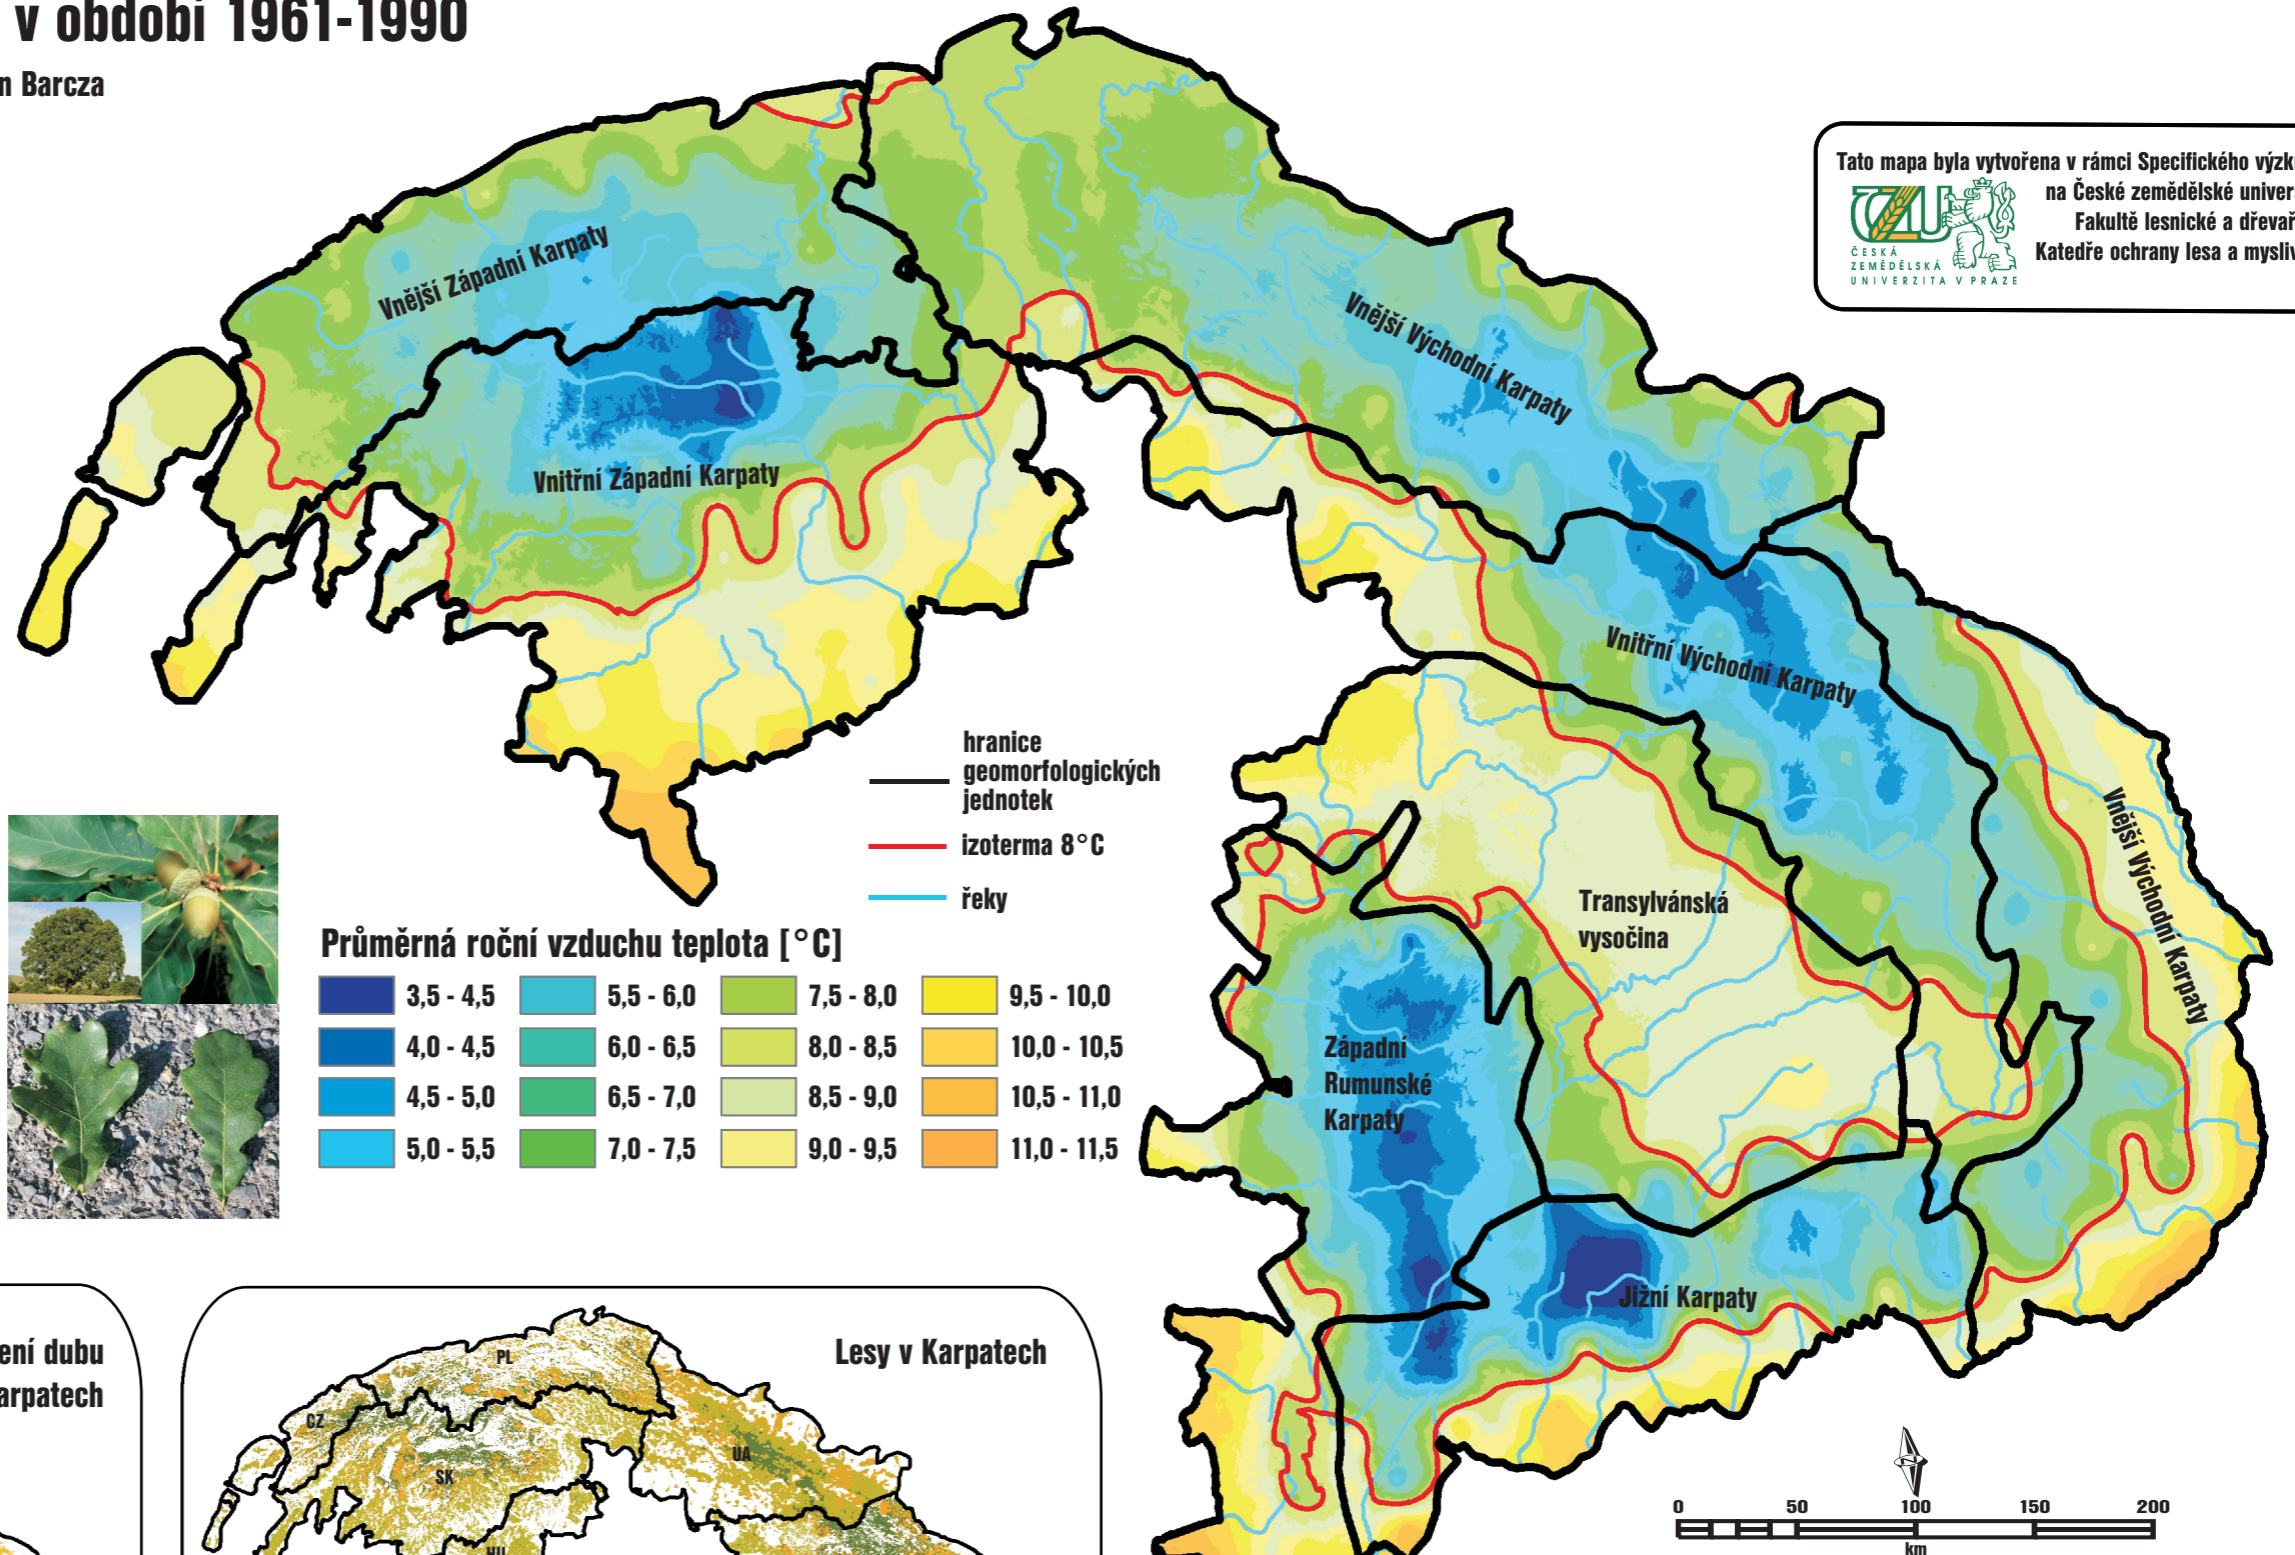 v období 1961-1990
n Barcza
Tato mapa byla vytvořena v rámci Specifického výzk
na České zemědělské univer
Fakultě lesnické a dřevař
Katedře ochrany lesa a mysliv
ČZU
ČESKÁ
ZEMĚDĚLSKÁ
UNIVERZITA V PRAZE
Vnější Západní Karpaty
Vnitřní Západní Karpaty
Vnější Východní Karpaty
Vnitřní Východní Karpaty
Vnější Východní Karpaty
Transylvánská
vysočina
Západní
Rumunské
Karpaty
Jižní Karpaty
hranice
geomorfologických
jednotek
izoterma 8°C
řeky
Průměrná roční vzduchu teplota [°C]
3,5 - 4,5
4,0 - 4,5
4,5 - 5,0
5,0 - 5,5
5,5 - 6,0
6,0 - 6,5
6,5 - 7,0
7,0 - 7,5
7,5 - 8,0
8,0 - 8,5
8,5 - 9,0
9,0 - 9,5
9,5 - 10,0
10,0 - 10,5
10,5 - 11,0
11,0 - 11,5
ení dubu
arpatech
Lesy v Karpatech
PL
CZ
SK
UA
HU
0 50 100 150 200
km